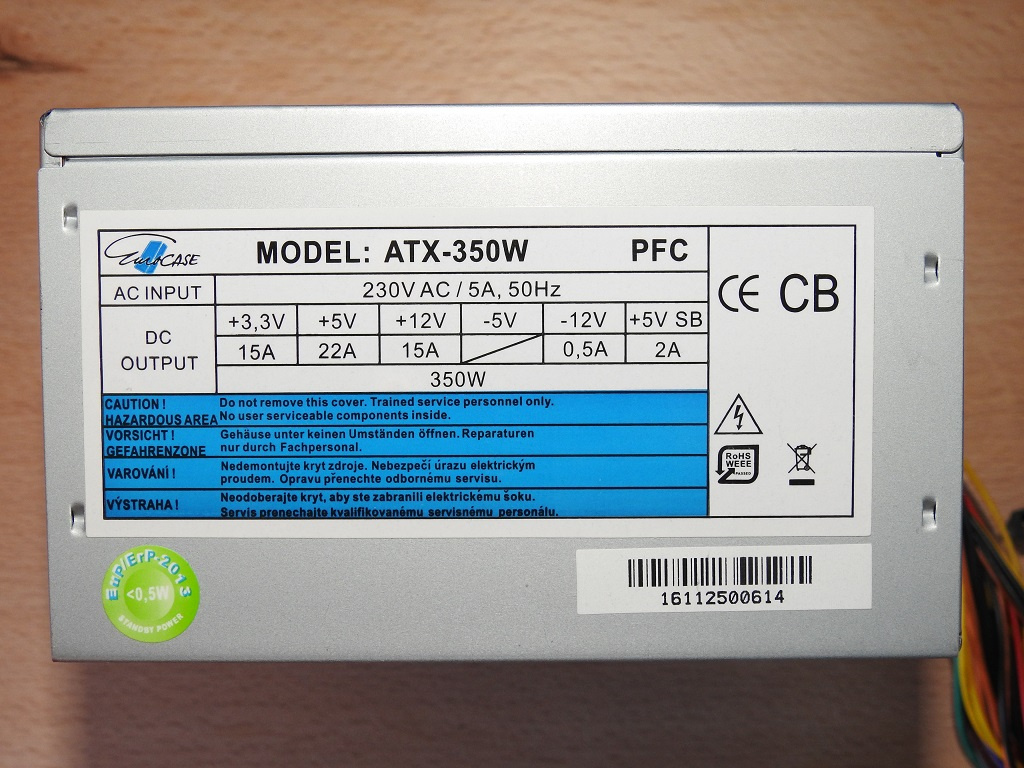 EuroCASE MODEL: ATX-350W PFC
AC INPUT 230V AC / 5A, 50Hz
DC OUTPUT +3,3V +5V +12V -5V -12V +5V SB
15A 22A 15A 0,5A 2A
350W
CE CB
CAUTION ! Do not remove this cover. Trained service personnel only.
HAZARDOUS AREA No user serviceable components inside.
VORSICHT ! Gehäuse unter keinen Umständen öffnen. Reparaturen
GEFAHRENZONE nur durch Fachpersonal.
VAROVÁNI ! Nedemontujte kryt zdroje. Nebezpečí úrazu elektrickým
proudem. Opravu přenechte odbornému servisu.
VÝSTRAHA ! Neodoberajte kryt, aby ste zabranili elektrickému šoku.
Servis prenechajte kvalifikovanému servisnému personálu.
RoHS
WEEE
PASSED
EuP/ErP-2013
<0,5W
STANDBY POWER
16112500614